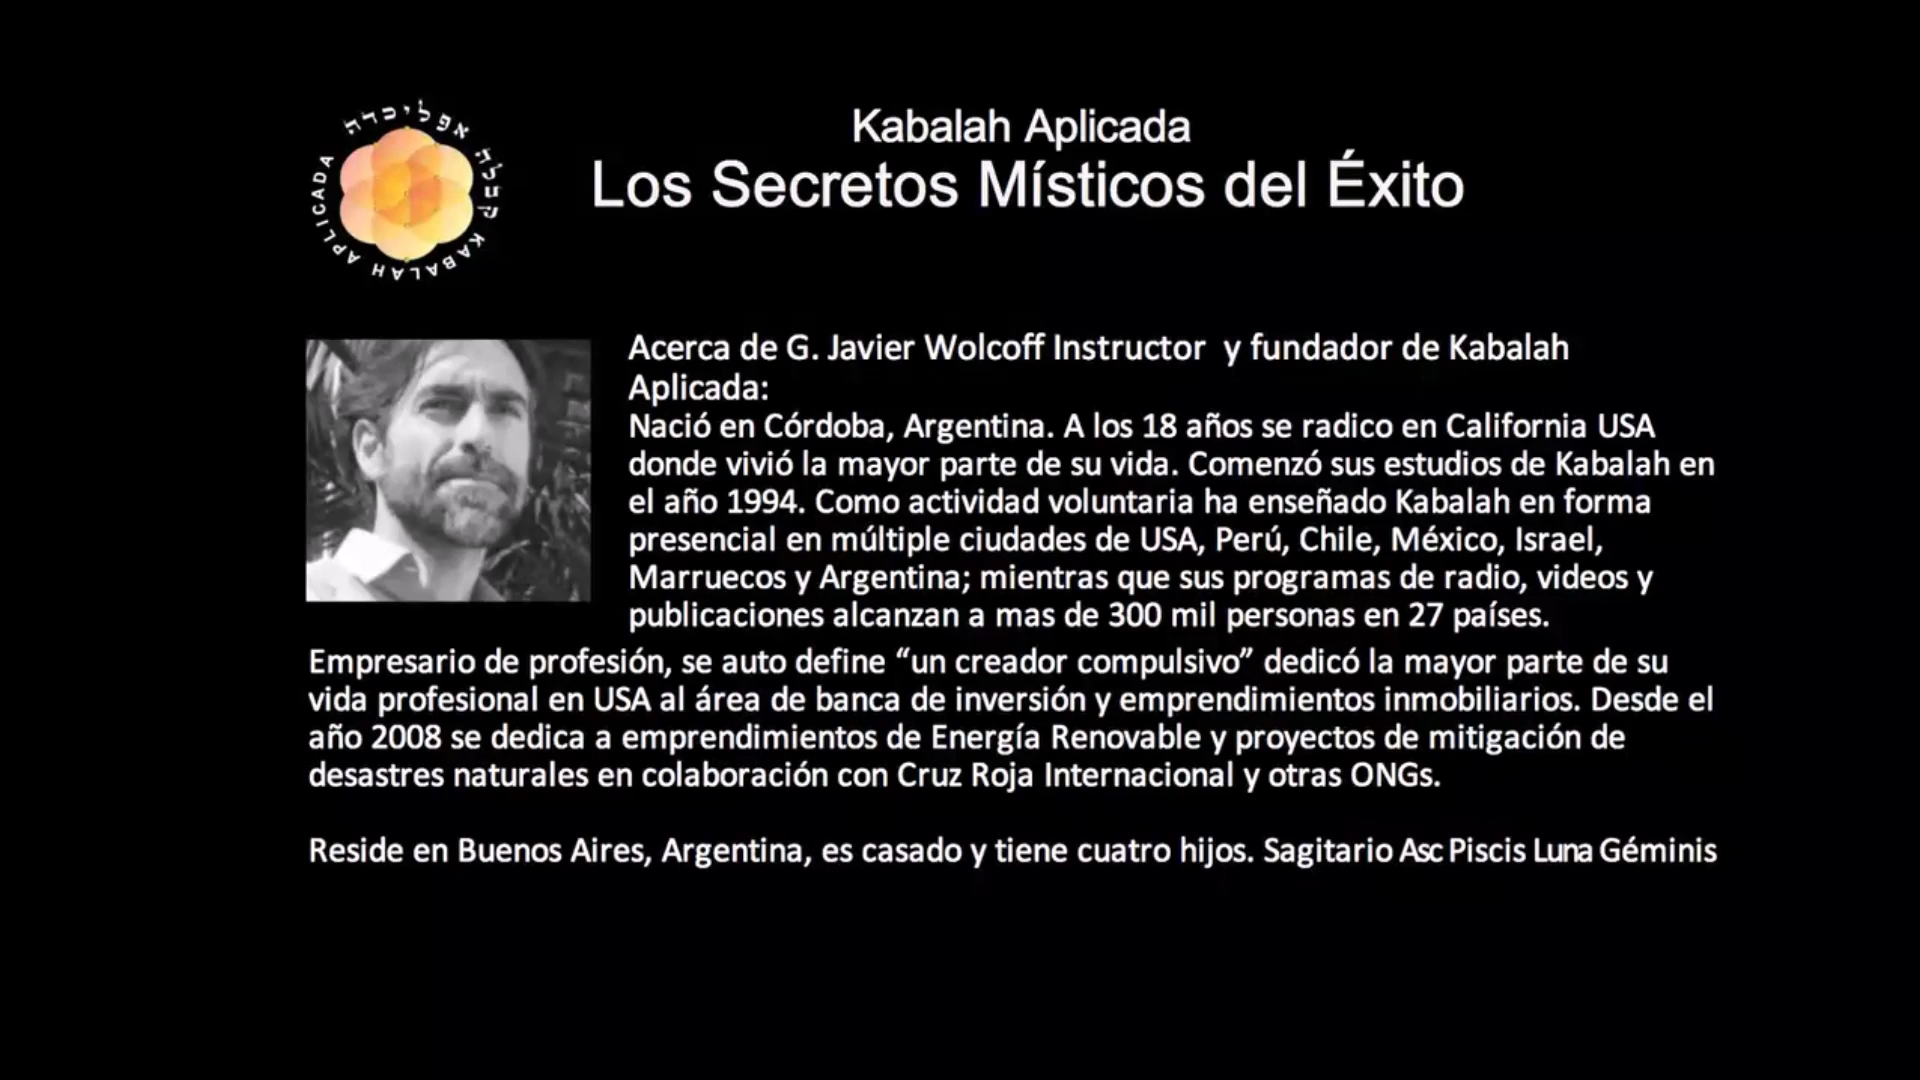 אפליכדה
קבלה
KABALAH APLICADA
Kabalah Aplicada
Los Secretos Místicos del Éxito
Acerca de G. Javier Wolcoff Instructor y fundador de Kabalah
Aplicada:
Nació en Córdoba, Argentina. A los 18 años se radico en California USA
donde vivió la mayor parte de su vida. Comenzó sus estudios de Kabalah en
el año 1994. Como actividad voluntaria ha enseñado Kabalah en forma
presencial en múltiple ciudades de USA, Perú, Chile, México, Israel,
Marruecos y Argentina; mientras que sus programas de radio, videos y
publicaciones alcanzan a mas de 300 mil personas en 27 países.
Empresario de profesión, se auto define “un creador compulsivo” dedicó la mayor parte de su
vida profesional en USA al área de banca de inversión y emprendimientos inmobiliarios. Desde el
año 2008 se dedica a emprendimientos de Energía Renovable y proyectos de mitigación de
desastres naturales en colaboración con Cruz Roja Internacional y otras ONGs.
Reside en Buenos Aires, Argentina, es casado y tiene cuatro hijos. Sagitario Asc Piscis Luna Géminis